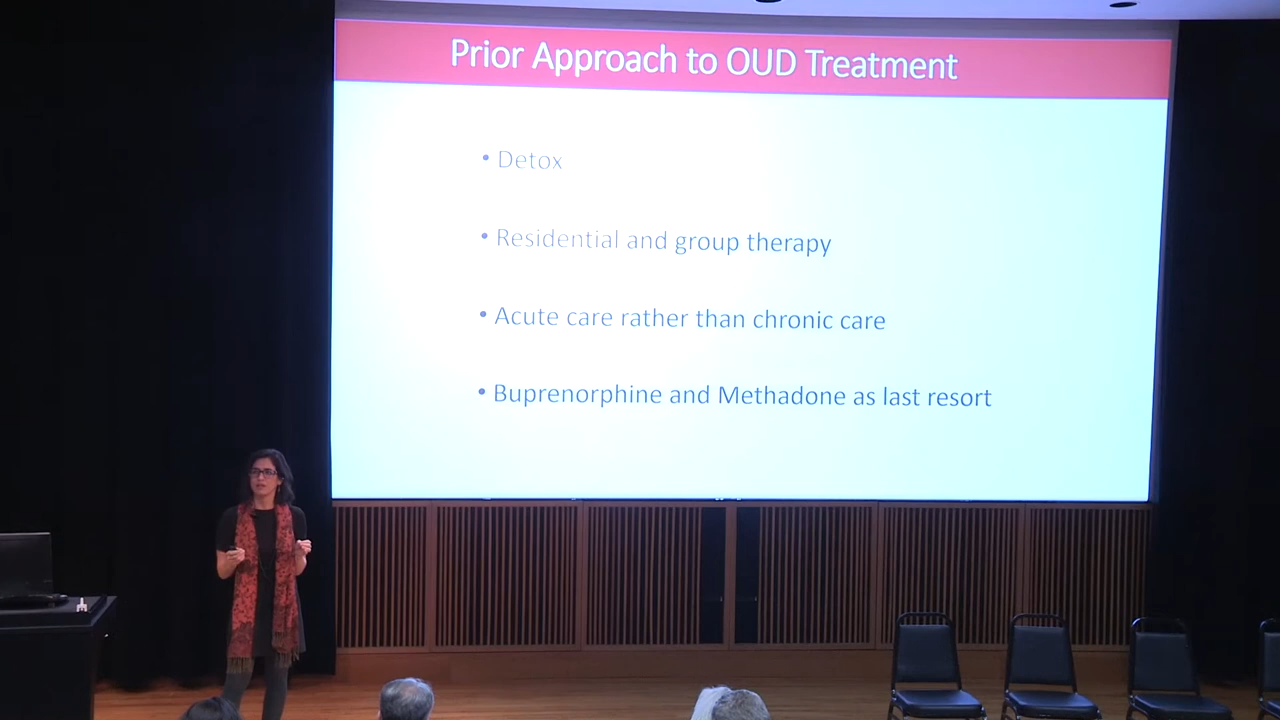 Prior Approach to OUD Treatment
• Detox
• Residential and group therapy
• Acute care rather than chronic care
• Buprenorphine and Methadone as last resort